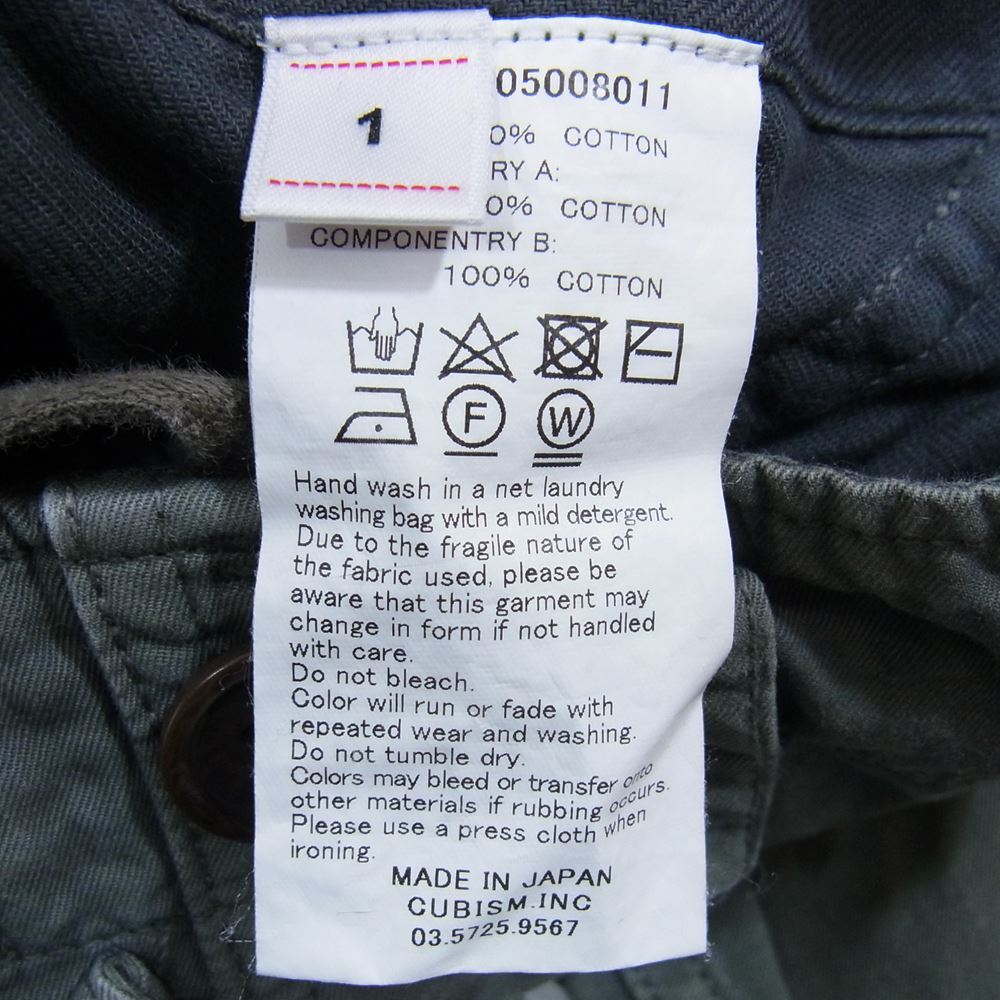 1
05008011
0% COTTON
RY A:
0% COTTON
COMPONENTRY B:
100% COTTON
F
W
Hand wash in a net laundry
washing bag with a mild detergent.
Due to the fragile nature of
the fabric used, please be
aware that this garment may
change in form if not handled
with care.
Do not bleach.
Color will run or fade with
repeated wear and washing.
Do not tumble dry.
Colors may bleed or transfer onto
other materials if rubbing occurs.
Please use a press cloth when
ironing.
MADE IN JAPAN
CUBISM.INC
03.5725.9567